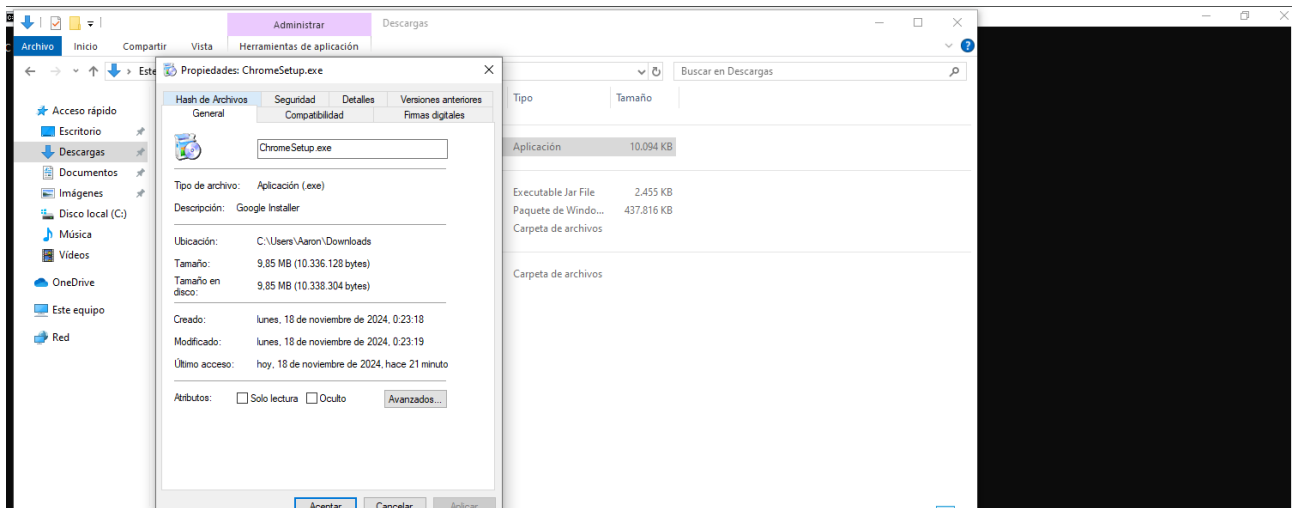 Administrar
Descargas
Archivo Inicio Compartir Vista Herramientas de aplicación
Este
Buscar en Descargas
Propiedades: ChromeSetup.exe
Hash de Archivos Seguridad Detalles Versiones anteriores
General Compatibilidad Firmas digitales
ChromeSetup.exe
Tipo de archivo: Aplicación (.exe)
Descripción: Google Installer
Ubicación: C:\Users\Aaron\Downloads
Tamaño: 9,85 MB (10.336.128 bytes)
Tamaño en
disco: 9,85 MB (10.338.304 bytes)
Creado: lunes, 18 de noviembre de 2024, 0:23:18
Modificado: lunes, 18 de noviembre de 2024, 0:23:19
Último acceso: hoy, 18 de noviembre de 2024, hace 21 minuto
Atributos: Solo lectura Oculto Avanzados...
Aceptar Cancelar Aplicar
Acceso rápido
Escritorio
Descargas
Documentos
Imágenes
Disco local (C:)
Música
Vídeos
OneDrive
Este equipo
Red
Tipo Tamaño
Aplicación 10.094 KB
Executable Jar File 2.455 KB
Paquete de Windo... 437.816 KB
Carpeta de archivos
Carpeta de archivos